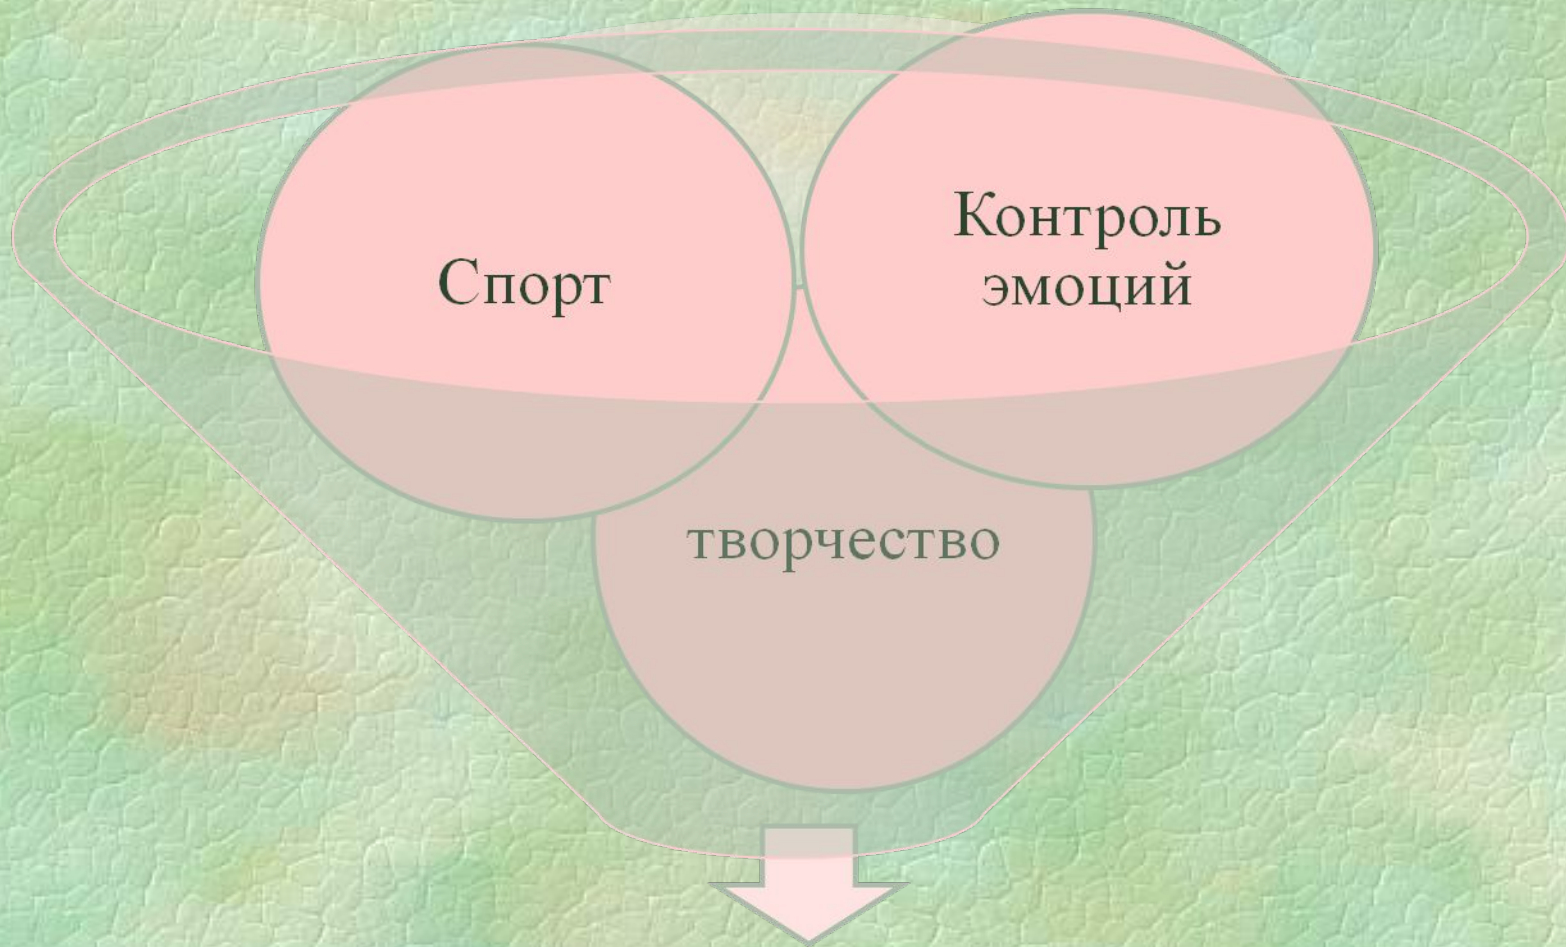 Спорт
Контроль
эмоций
творчество